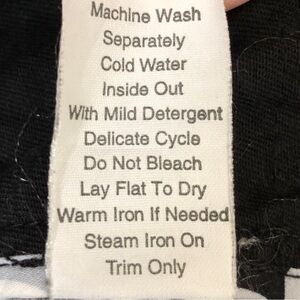 Machine Wash
Separately
Cold Water
Inside Out
With Mild Detergent
Delicate Cycle
Do Not Bleach
Lay Flat To Dry
Warm Iron If Needed
Steam Iron On
Trim Only